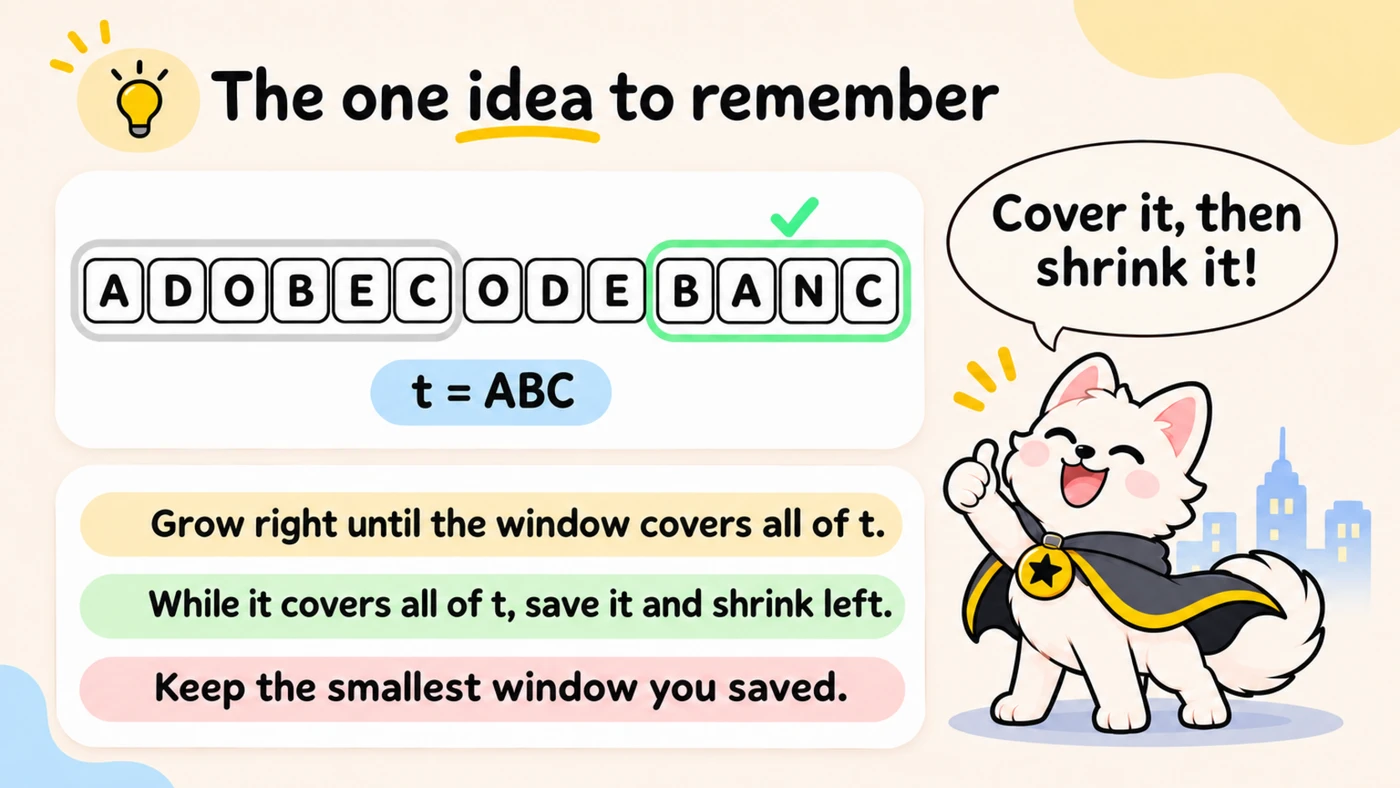 The one idea to remember
Cover it, then
shrink it!
A D O B E C O D E B A N C
t = ABC
Grow right until the window covers all of t.
While it covers all of t, save it and shrink left.
Keep the smallest window you saved.